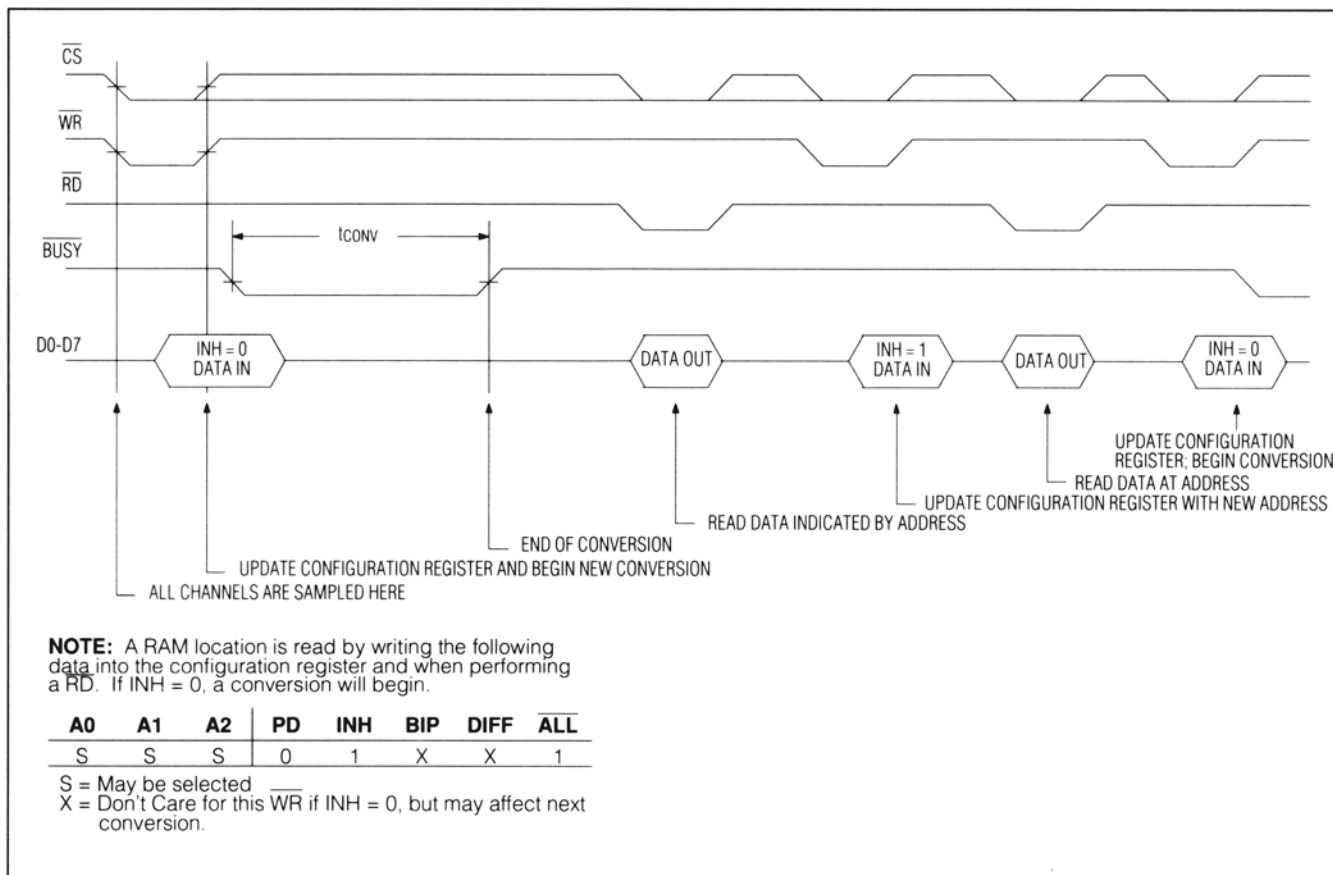 CS
WR
RD
tCONV
BUSY
D0-D7
INH = 0
DATA IN
DATA OUT
INH = 1
DATA IN
DATA OUT
INH = 0
DATA IN
UPDATE CONFIGURATION
REGISTER; BEGIN CONVERSION
READ DATA AT ADDRESS
UPDATE CONFIGURATION REGISTER WITH NEW ADDRESS
READ DATA INDICATED BY ADDRESS
END OF CONVERSION
UPDATE CONFIGURATION REGISTER AND BEGIN NEW CONVERSION
ALL CHANNELS ARE SAMPLED HERE
NOTE: A RAM location is read by writing the following
data into the configuration register and when performing
a RD. If INH = 0, a conversion will begin.
A0 A1 A2 PD INH BIP DIFF ALL
S S S 0 1 X X 1
S = May be selected
X = Don't Care for this WR if INH = 0, but may affect next
conversion.